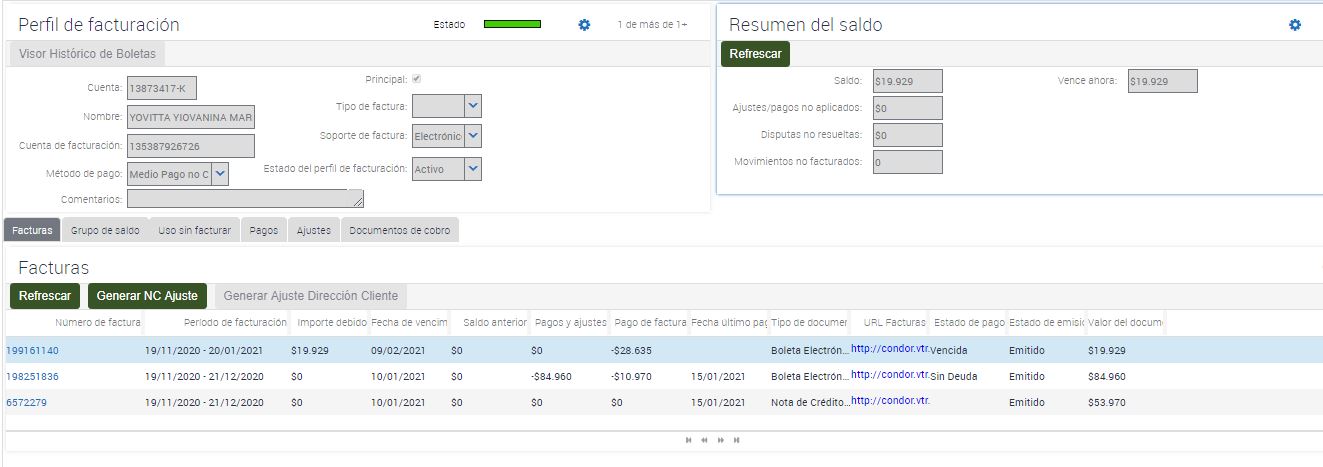 Perfil de facturación
Estado
1 de más de 1+
Visor Histórico de Boletas
Cuenta: 13873417-K
Nombre: YOVITTA YIOVANINA MAR
Cuenta de facturación: 135387926726
Método de pago: Medio Pago no C
Comentarios:
Principal:
Tipo de factura:
Soporte de factura: Electrónic
Estado del perfil de facturación: Activo
Resumen del saldo
Refrescar
Saldo: $19.929
Vence ahora: $19.929
Ajustes/pagos no aplicados: $0
Disputas no resueltas: $0
Movimientos no facturados: 0
Facturas Grupo de saldo Uso sin facturar Pagos Ajustes Documentos de cobro
Facturas
Refrescar Generar NC Ajuste Generar Ajuste Dirección Cliente
Número de factura Período de facturación Importe debido Fecha de vencim Saldo anterior Pagos y ajustes Pago de factura Fecha último pag Tipo de documen URL Facturas Estado de pago Estado de emisió Valor del docume
199161140 19/11/2020 - 20/01/2021 $19.929 09/02/2021 $0 $0 -$28.635 Boleta Electrón... http://condor.vtr. Vencida Emitido $19.929
198251836 19/11/2020 - 21/12/2020 $0 10/01/2021 $0 -$84.960 -$10.970 15/01/2021 Boleta Electrón... http://condor.vtr. Sin Deuda Emitido $84.960
6572279 19/11/2020 - 21/12/2020 $0 10/01/2021 $0 $0 $0 15/01/2021 Nota de Crédito... http://condor.vtr. Emitido $53.970